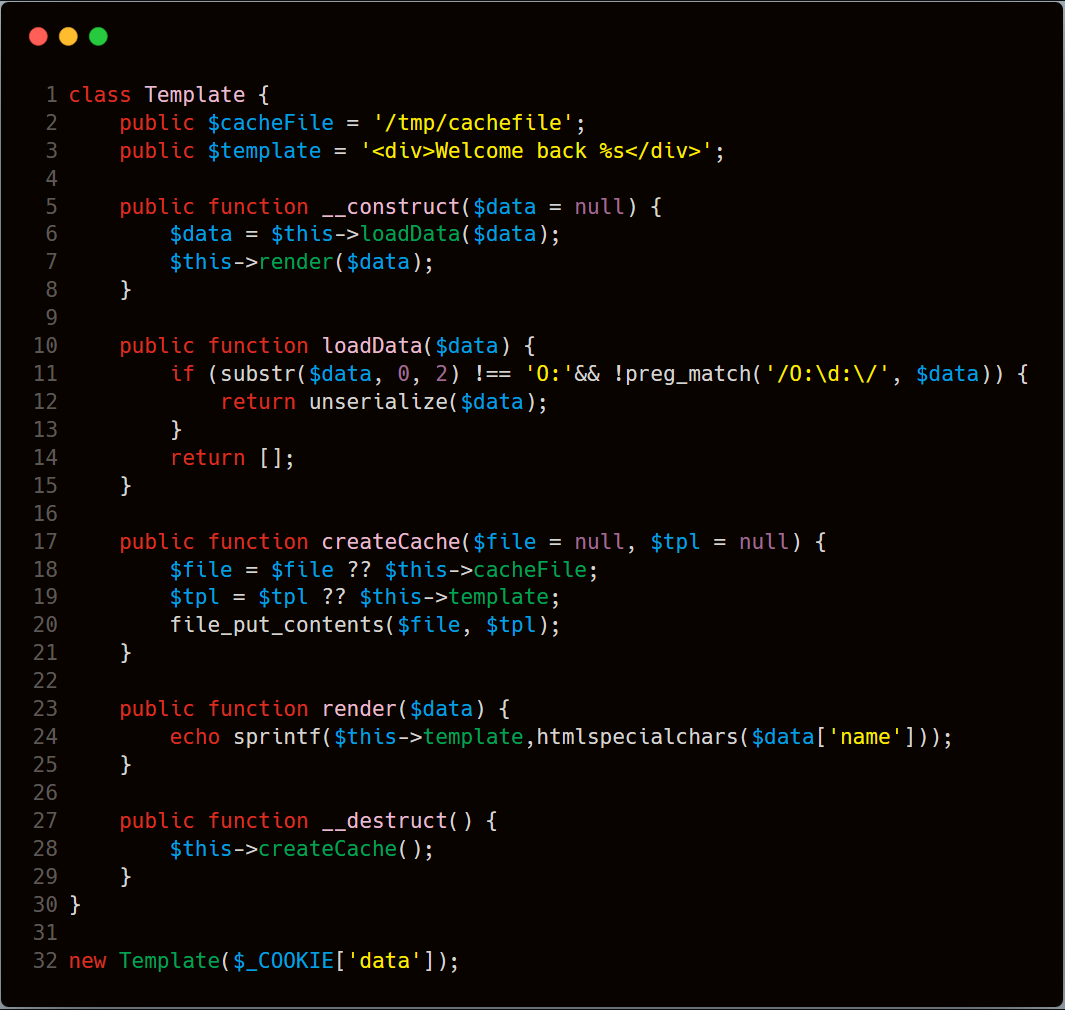 1 class Template {
2     public $cacheFile = '/tmp/cachefile';
3     public $template = '<div>Welcome back %s</div>';
4
5     public function __construct($data = null) {
6         $data = $this->loadData($data);
7         $this->render($data);
8     }
9
10     public function loadData($data) {
11         if (substr($data, 0, 2) !== 'O:'&& !preg_match('/O:\d:\/', $data)) {
12             return unserialize($data);
13         }
14         return [];
15     }
16
17     public function createCache($file = null, $tpl = null) {
18         $file = $file ?? $this->cacheFile;
19         $tpl = $tpl ?? $this->template;
20         file_put_contents($file, $tpl);
21     }
22
23     public function render($data) {
24         echo sprintf($this->template,htmlspecialchars($data['name']));
25     }
26
27     public function __destruct() {
28         $this->createCache();
29     }
30 }
31
32 new Template($_COOKIE['data']);